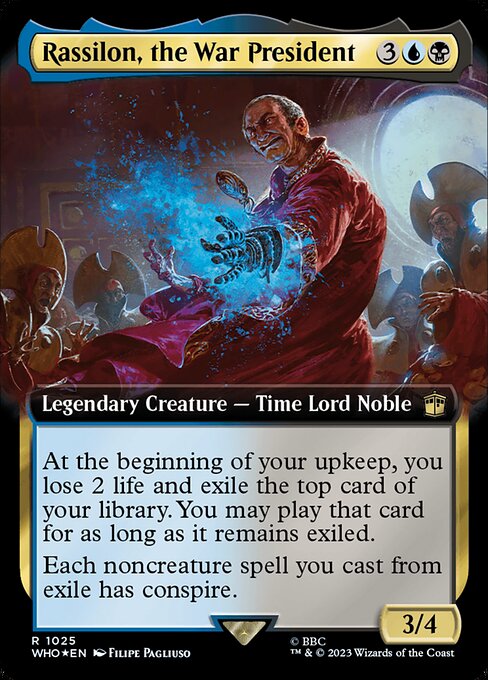 Rassilon, the War President 3
Legendary Creature — Time Lord Noble
At the beginning of your upkeep, you
lose 2 life and exile the top card of
your library. You may play that card
for as long as it remains exiled.
Each noncreature spell you cast from
exile has conspire.
3/4
R 1025
WHO★EN Filipe Pagliuso
© BBC
™ & © 2023 Wizards of the Coast